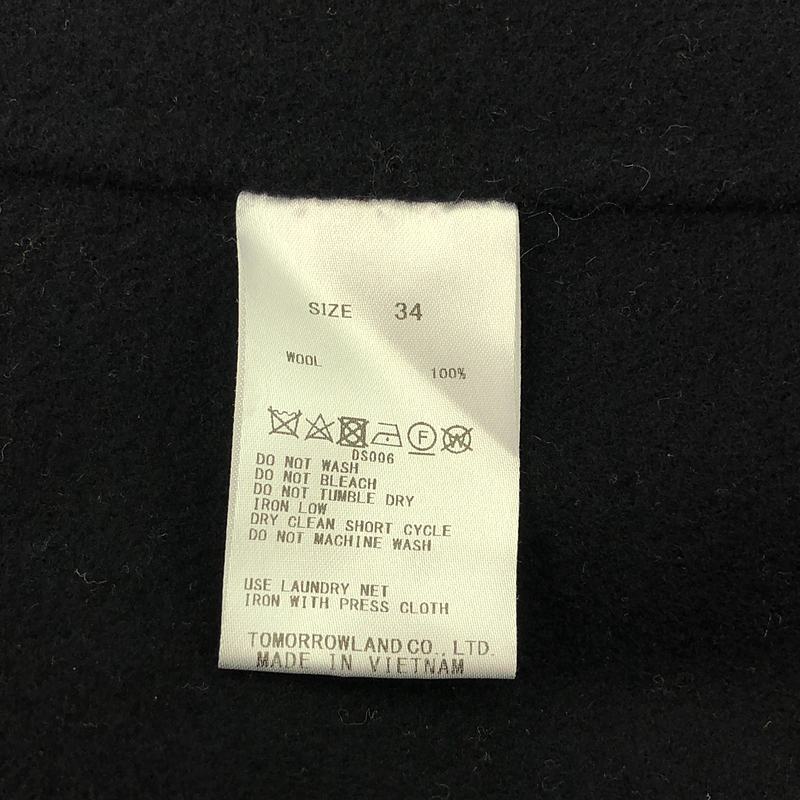 SIZE 34
WOOL 100%
F W
DS006
DO NOT WASH
DO NOT BLEACH
DO NOT TUMBLE DRY
IRON LOW
DRY CLEAN SHORT CYCLE
DO NOT MACHINE WASH
USE LAUNDRY NET
IRON WITH PRESS CLOTH
TOMORROWLAND CO., LTD.
MADE IN VIETNAM